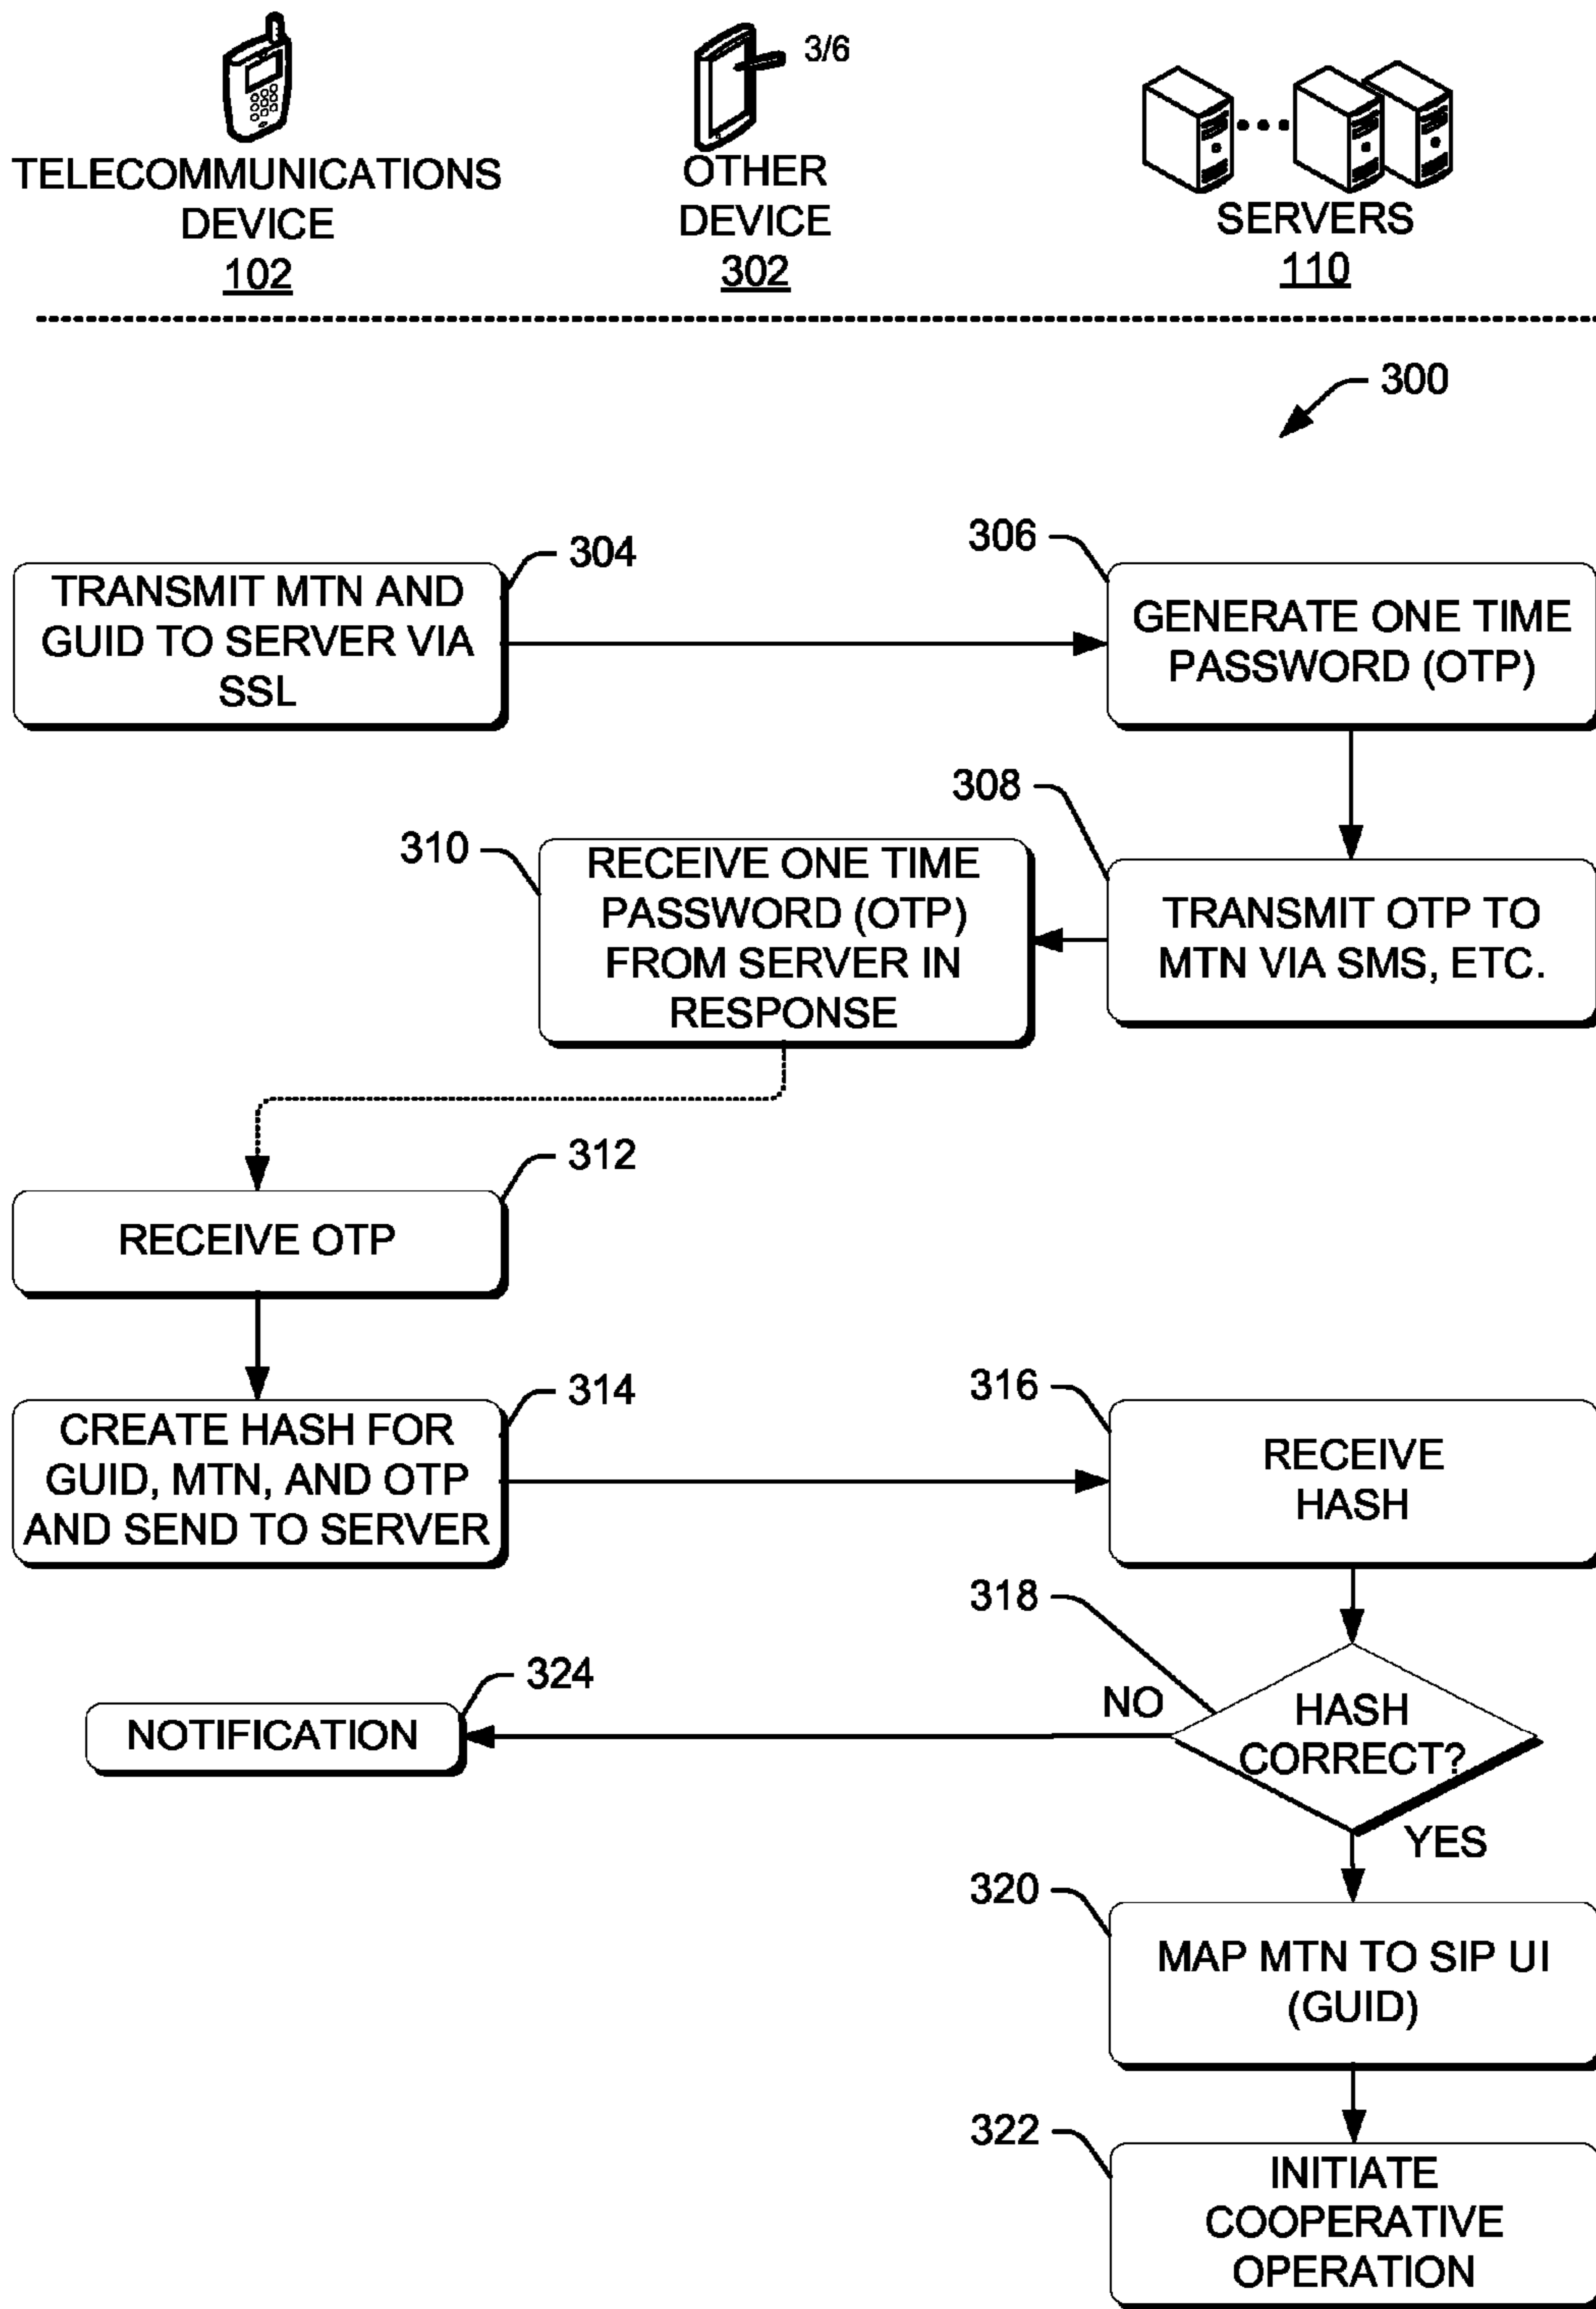 3/6
TELECOMMUNICATIONS
DEVICE
102
OTHER
DEVICE
302
SERVERS
110
300
304
TRANSMIT MTN AND
GUID TO SERVER VIA
SSL
306
GENERATE ONE TIME
PASSWORD (OTP)
308
TRANSMIT OTP TO
MTN VIA SMS, ETC.
310
RECEIVE ONE TIME
PASSWORD (OTP)
FROM SERVER IN
RESPONSE
312
RECEIVE OTP
314
CREATE HASH FOR
GUID, MTN, AND OTP
AND SEND TO SERVER
316
RECEIVE
HASH
318
HASH
CORRECT?
NO
324
NOTIFICATION
YES
320
MAP MTN TO SIP UI
(GUID)
322
INITIATE
COOPERATIVE
OPERATION